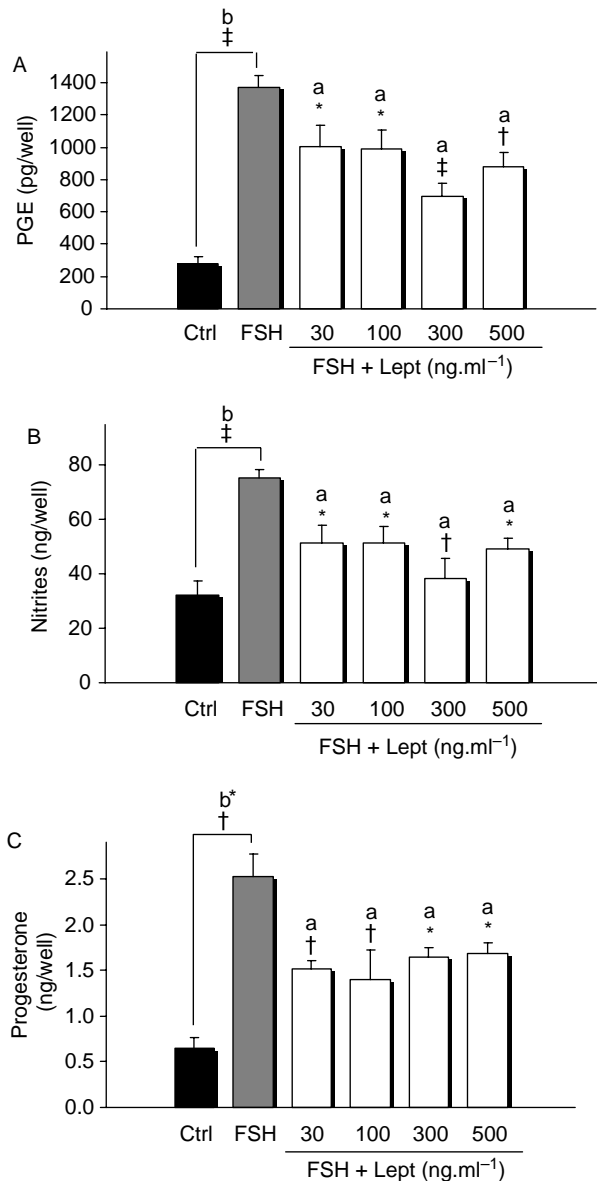 b
‡
A
a
*
a
*
a
‡
a
†
1400
1200
1000
800
600
400
200
0
PGE (pg/well)
Ctrl FSH 30 100 300 500
FSH + Lept (ng.ml⁻¹)
b
‡
B
a
*
a
*
a
†
a
*
80
60
40
20
0
Nitrites (ng/well)
Ctrl FSH 30 100 300 500
FSH + Lept (ng.ml⁻¹)
b*
†
C
a
†
a
†
a
*
a
*
2.5
2.0
1.5
1.0
0.5
0.0
Progesterone
(ng/well)
Ctrl FSH 30 100 300 500
FSH + Lept (ng.ml⁻¹)